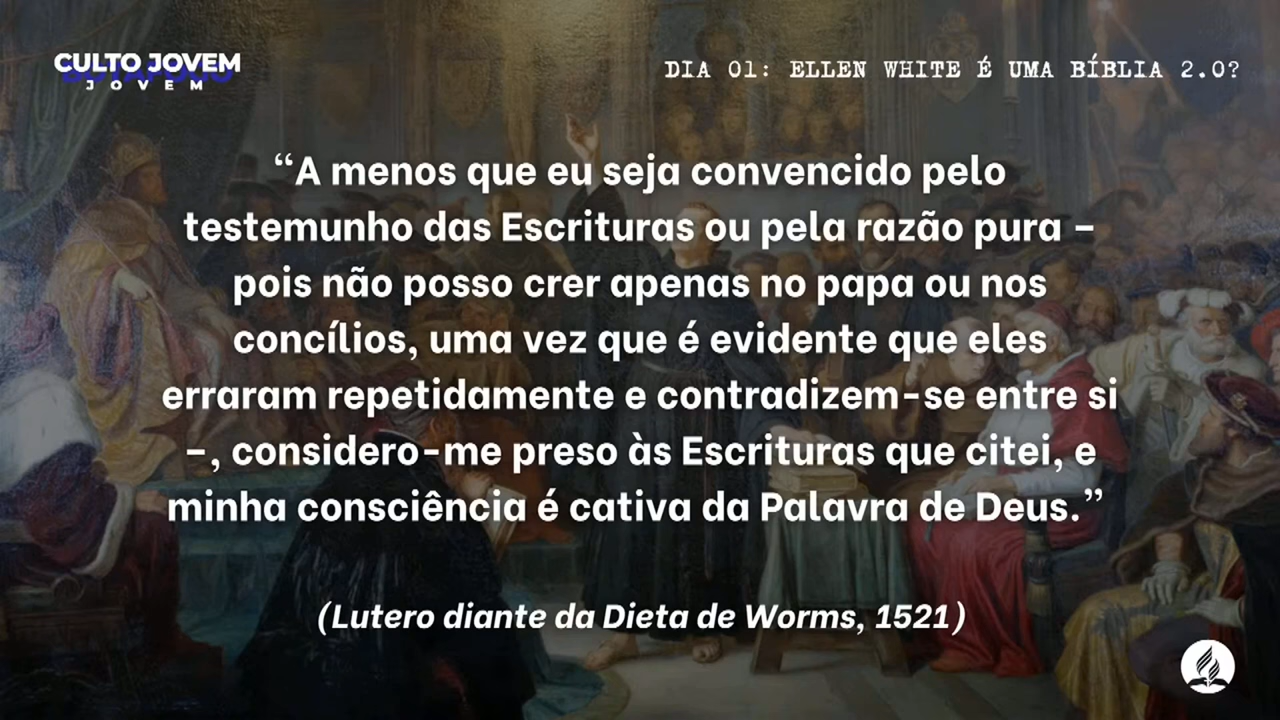 CULTO JOVEM
JOVEM
DIA 01: ELLEN WHITE É UMA BÍBLIA 2.0?
“A menos que eu seja convencido pelo
testemunho das Escrituras ou pela razão pura –
pois não posso crer apenas no papa ou nos
concílios, uma vez que é evidente que eles
erraram repetidamente e contradizem-se entre si
–, considero-me preso às Escrituras que citei, e
minha consciência é cativa da Palavra de Deus.”
(Lutero diante da Dieta de Worms, 1521)